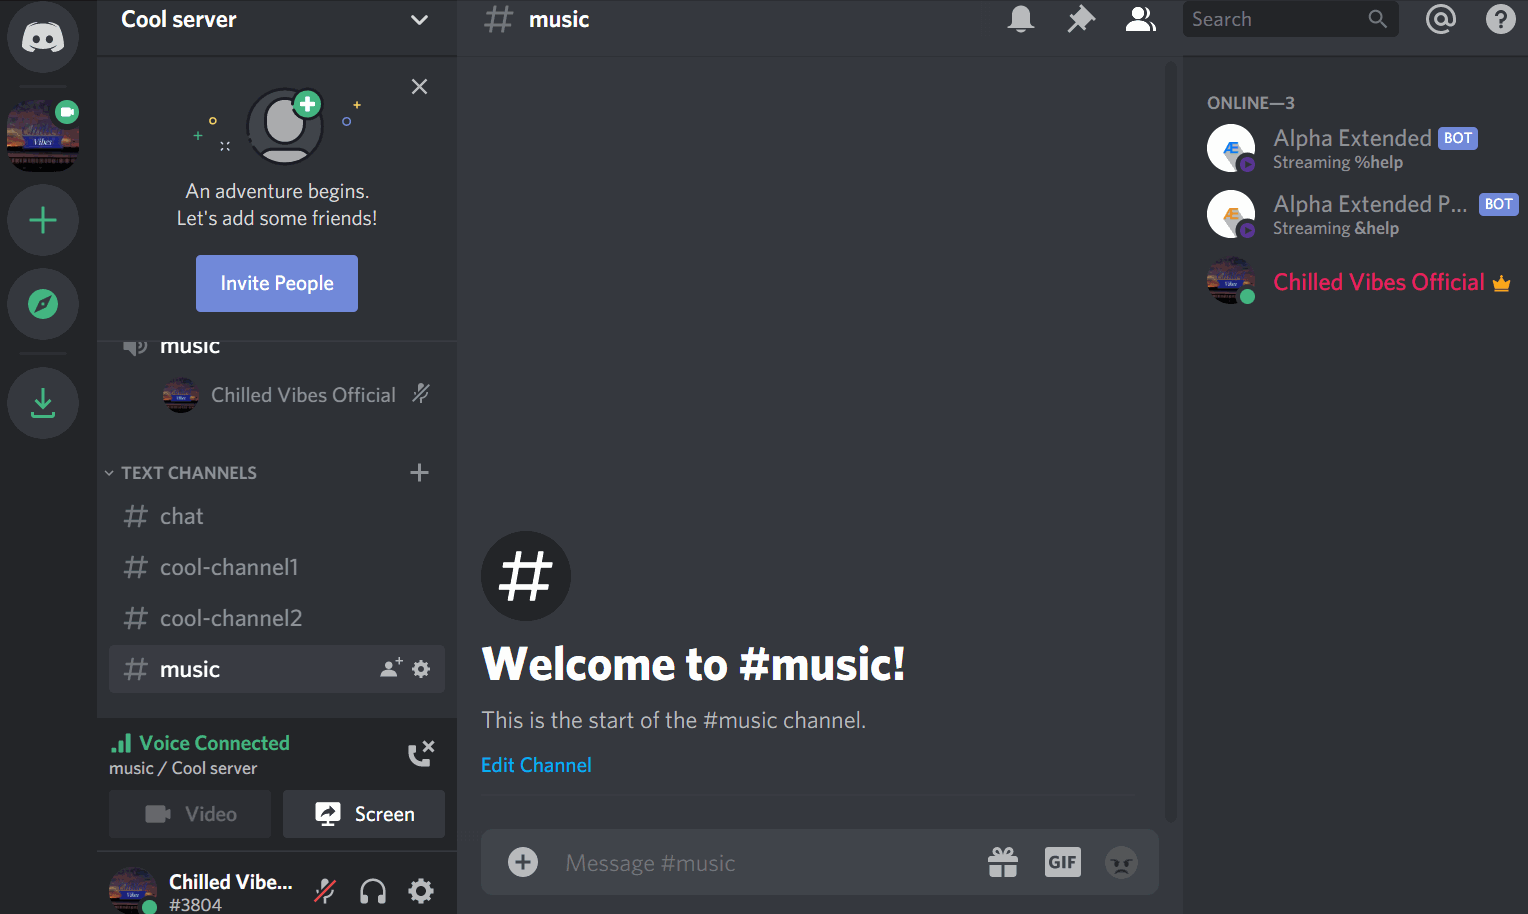 Cool server
An adventure begins.
Let's add some friends!
Invite People
music
Chilled Vibes Official
TEXT CHANNELS
chat
cool-channel1
cool-channel2
music
Voice Connected
music / Cool server
Video
Screen
Chilled Vibe...
#3804
music
Search
Welcome to #music!
This is the start of the #music channel.
Edit Channel
Message #music
GIF
ONLINE—3
Alpha Extended BOT
Streaming %help
Alpha Extended P... BOT
Streaming &help
Chilled Vibes Official
Vibes